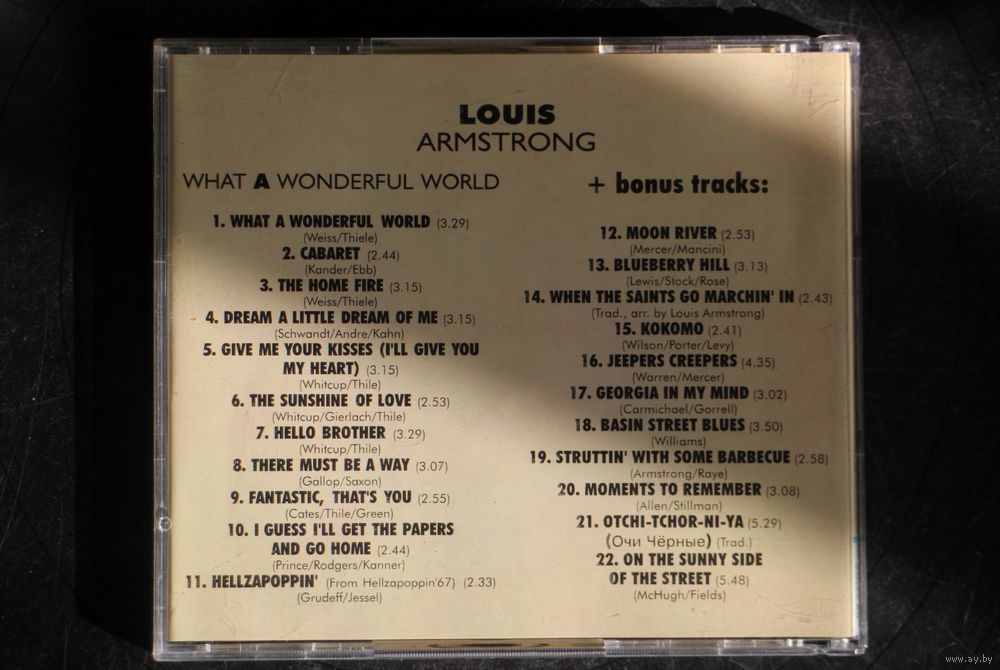 LOUIS
ARMSTRONG
WHAT A WONDERFUL WORLD
1. WHAT A WONDERFUL WORLD (3.29)
(Weiss/Thiele)
2. CABARET (2.44)
(Kander/Ebb)
3. THE HOME FIRE (3.15)
(Weiss/Thiele)
4. DREAM A LITTLE DREAM OF ME (3.15)
(Schwandt/Andre/Kahn)
5. GIVE ME YOUR KISSES (I'LL GIVE YOU
MY HEART) (3.15)
(Whitcup/Thile)
6. THE SUNSHINE OF LOVE (2.53)
(Whitcup/Gierlach/Thile)
7. HELLO BROTHER (3.29)
(Whitcup/Thile)
8. THERE MUST BE A WAY (3.07)
(Gallop/Saxon)
9. FANTASTIC, THAT'S YOU (2.55)
(Cates/Thile/Green)
10. I GUESS I'LL GET THE PAPERS
AND GO HOME (2.44)
(Prince/Rodgers/Kanner)
11. HELLZAPOPPIN' (From Hellzapoppin'67) (2.33)
(Grudeff/Jessel)
+ bonus tracks:
12. MOON RIVER (2.53)
(Mercer/Mancini)
13. BLUEBERRY HILL (3.13)
(Lewis/Stock/Rose)
14. WHEN THE SAINTS GO MARCHIN' IN (2.43)
(Trad., arr. by Louis Armstrong)
15. KOKOMO (2.41)
(Wilson/Porter/Levy)
16. JEEPERS CREEPERS (4.35)
(Warren/Mercer)
17. GEORGIA IN MY MIND (3.02)
(Carmichael/Gorrell)
18. BASIN STREET BLUES (3.50)
(Williams)
19. STRUTTIN' WITH SOME BARBECUE (2.58)
(Armstrong/Raye)
20. MOMENTS TO REMEMBER (3.08)
(Allen/Stillman)
21. OTCHI-TCHOR-NI-YA (5.29)
(Очи Чёрные) (Trad.)
22. ON THE SUNNY SIDE
OF THE STREET (5.48)
(McHugh/Fields)
www.ay.by